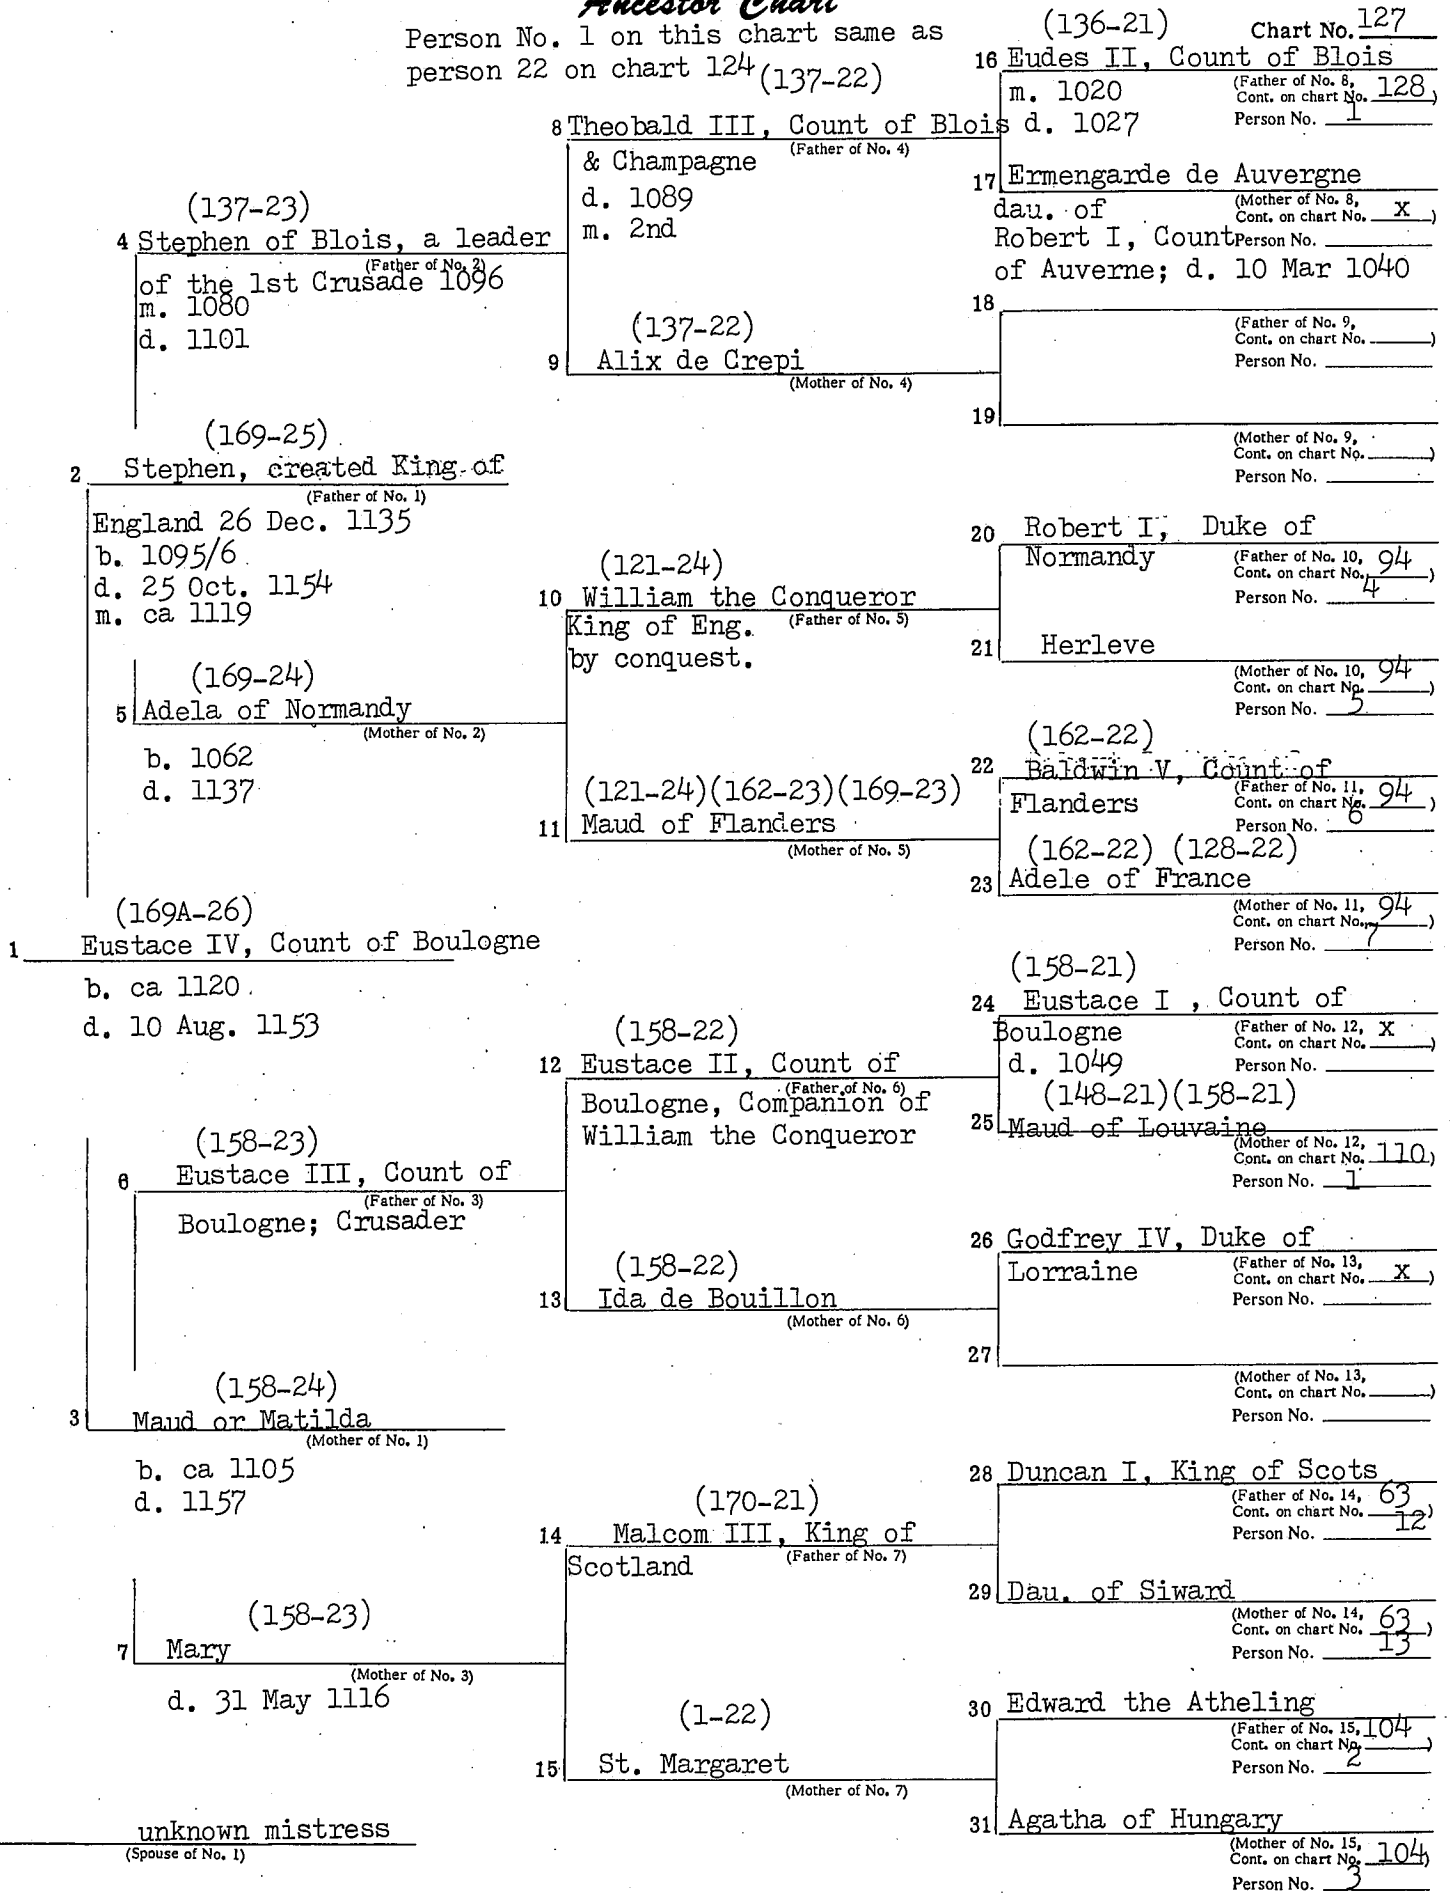 Ancestor Chart
Person No. 1 on this chart same as
person 22 on chart 124 (137-22)
Chart No. 127
(136-21)
16 Eudes II, Count of Blois
(Father of No. 8,
Cont. on chart No. 128)
Person No. 1
m. 1020
d. 1027
8 Theobald III, Count of Blois
(Father of No. 4)
& Champagne
d. 1089
m. 2nd
17 Ermengarde de Auvergne
(Mother of No. 8,
Cont. on chart No. x)
Person No.
dau. of
Robert I, Count
of Auverne; d. 10 Mar 1040
(137-23)
4 Stephen of Blois, a leader
(Father of No. 2)
of the 1st Crusade 1096
m. 1080
d. 1101
18
(Father of No. 9,
Cont. on chart No.)
Person No.
(137-22)
9 Alix de Crepi
(Mother of No. 4)
19
(Mother of No. 9,
Cont. on chart No.)
Person No.
(169-25)
2 Stephen, created King of
(Father of No. 1)
England 26 Dec. 1135
b. 1095/6
d. 25 Oct. 1154
m. ca 1119
20 Robert I, Duke of
Normandy
(Father of No. 10,
Cont. on chart No. 94)
Person No. 4
(121-24)
10 William the Conqueror
(Father of No. 5)
King of Eng.
by conquest.
21 Herleve
(Mother of No. 10,
Cont. on chart No. 94)
Person No. 5
(169-24)
5 Adela of Normandy
(Mother of No. 2)
b. 1062
d. 1137
(162-22)
22 Baldwin V, Count of
Flanders
(Father of No. 11,
Cont. on chart No. 94)
Person No. 6
(121-24)(162-23)(169-23)
11 Maud of Flanders
(Mother of No. 5)
(162-22) (128-22)
23 Adele of France
(Mother of No. 11,
Cont. on chart No. 94)
Person No. 7
(169A-26)
1 Eustace IV, Count of Boulogne
b. ca 1120.
d. 10 Aug. 1153
(158-21)
24 Eustace I , Count of
Boulogne
d. 1049
(Father of No. 12,
Cont. on chart No. x)
Person No.
(158-22)
12 Eustace II, Count of
(Father of No. 6)
Boulogne, Companion of
William the Conqueror
(148-21)(158-21)
25 Maud of Louvaine
(Mother of No. 12,
Cont. on chart No. 110)
Person No. 1
(158-23)
6 Eustace III, Count of
(Father of No. 3)
Boulogne; Crusader
26 Godfrey IV, Duke of
Lorraine
(Father of No. 13,
Cont. on chart No. x)
Person No.
(158-22)
13 Ida de Bouillon
(Mother of No. 6)
27
(Mother of No. 13,
Cont. on chart No.)
Person No.
(158-24)
3 Maud or Matilda
(Mother of No. 1)
b. ca 1105
d. 1157
28 Duncan I, King of Scots
(Father of No. 14,
Cont. on chart No. 63)
Person No. 12
(170-21)
14 Malcom III, King of
(Father of No. 7)
Scotland
29 Dau. of Siward
(Mother of No. 14,
Cont. on chart No. 63)
Person No. 13
(158-23)
7 Mary
(Mother of No. 3)
d. 31 May 1116
30 Edward the Atheling
(Father of No. 15,
Cont. on chart No. 104)
Person No. 2
(1-22)
15 St. Margaret
(Mother of No. 7)
31 Agatha of Hungary
(Mother of No. 15,
Cont. on chart No. 104)
Person No. 3
unknown mistress
(Spouse of No. 1)